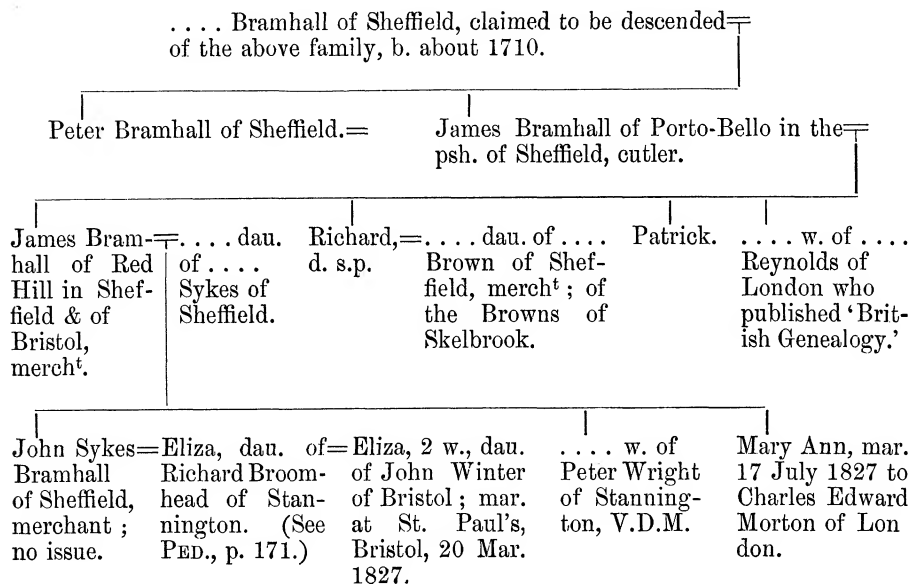 .... Bramhall of Sheffield, claimed to be descended=
of the above family, b. about 1710.
Peter Bramhall of Sheffield.=
James Bramhall of Porto-Bello in the=
psh. of Sheffield, cutler.
James Bram-=
hall of Red
Hill in Shef-
field & of
Bristol,
mercht.
.... dau.
of ....
Sykes of
Sheffield.
Richard,=
d. s.p.
.... dau. of ....
Brown of Shef-
field, mercht; of
the Browns of
Skelbrook.
Patrick.
.... w. of ....
Reynolds of
London who
published ‘Brit-
ish Genealogy.’
John Sykes=
Bramhall
of Sheffield,
merchant;
no issue.
Eliza, dau. of=
Richard Broom-
head of Stan-
nington. (See
PED., p. 171.)
Eliza, 2 w., dau.
of John Winter
of Bristol; mar.
at St. Paul's,
Bristol, 20 Mar.
1827.
.... w. of
Peter Wright
of Stanning-
ton, V.D.M.
Mary Ann, mar.
17 July 1827 to
Charles Edward
Morton of Lon
don.